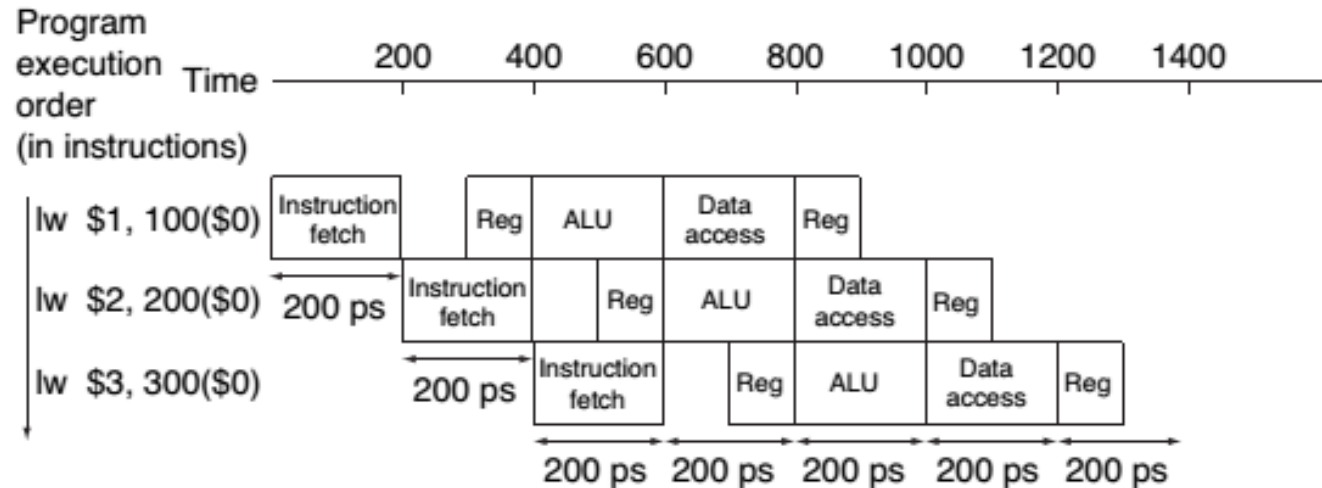 Program
execution
order
(in instructions)
Time
200 400 600 800 1000 1200 1400
lw $1, 100($0)
Instruction
fetch
Reg
ALU
Data
access
Reg
lw $2, 200($0)
200 ps
Instruction
fetch
Reg
ALU
Data
access
Reg
lw $3, 300($0)
200 ps
Instruction
fetch
Reg
ALU
Data
access
Reg
200 ps 200 ps 200 ps 200 ps 200 ps